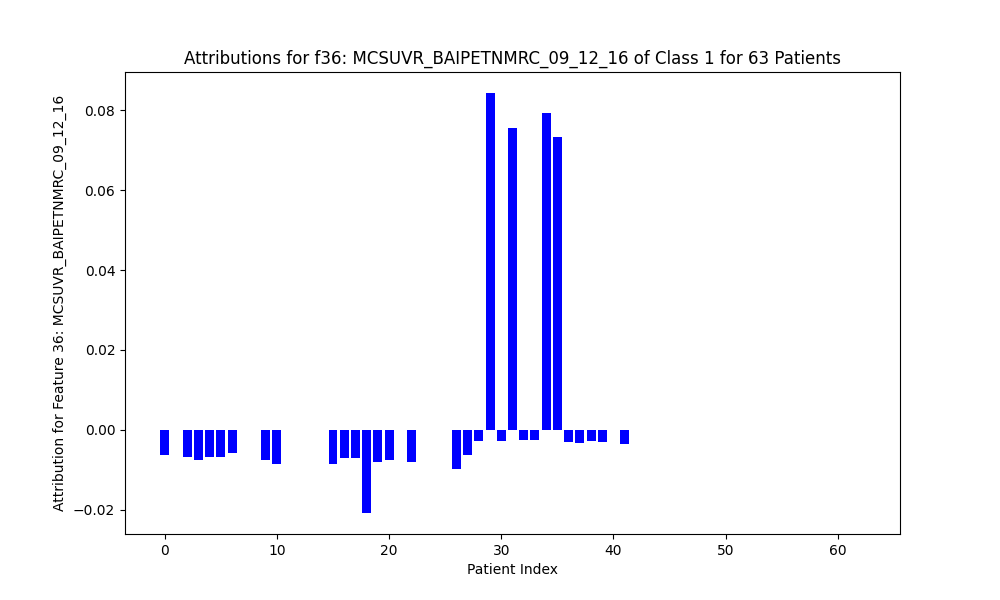 Attributions for f36: MCSUVR_BAIPETNMRC_09_12_16 of Class 1 for 63 Patients
Attribution for Feature 36: MCSUVR_BAIPETNMRC_09_12_16
0.08
0.06
0.04
0.02
0.00
−0.02
0 10 20 30 40 50 60
Patient Index